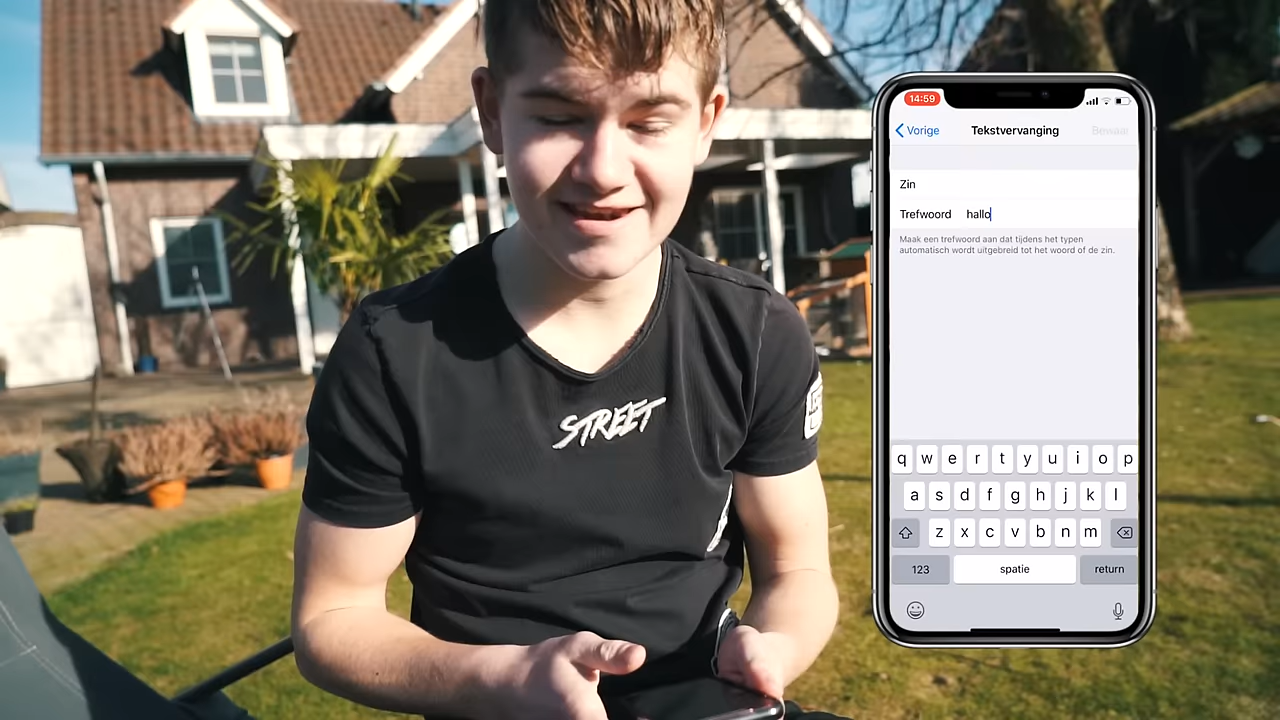 14:59
Vorige Tekstvervanging Bewaar
Zin
Trefwoord hallo
Maak een trefwoord aan dat tijdens het typen
automatisch wordt uitgebreid tot het woord of de zin.
q w e r t y u i o p
a s d f g h j k l
z x c v b n m
123 spatie return
STREET